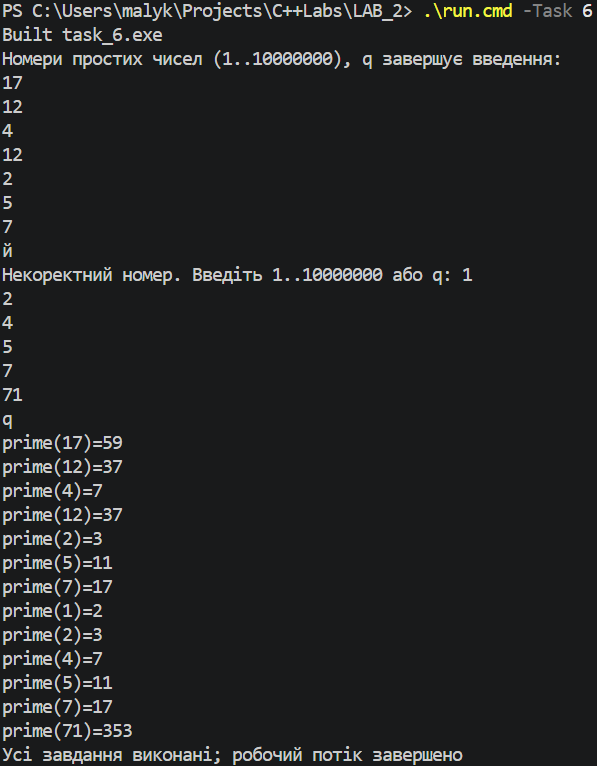 PS C:\Users\malyk\Projects\C++Labs\LAB_2> .\run.cmd -Task 6
Built task_6.exe
Номери простих чисел (1..10000000), q завершує введення:
17
12
4
12
2
5
7
й
Некоректний номер. Введіть 1..10000000 або q: 1
2
4
5
7
71
q
prime(17)=59
prime(12)=37
prime(4)=7
prime(12)=37
prime(2)=3
prime(5)=11
prime(7)=17
prime(1)=2
prime(2)=3
prime(4)=7
prime(5)=11
prime(7)=17
prime(71)=353
Усі завдання виконані; робочий потік завершено